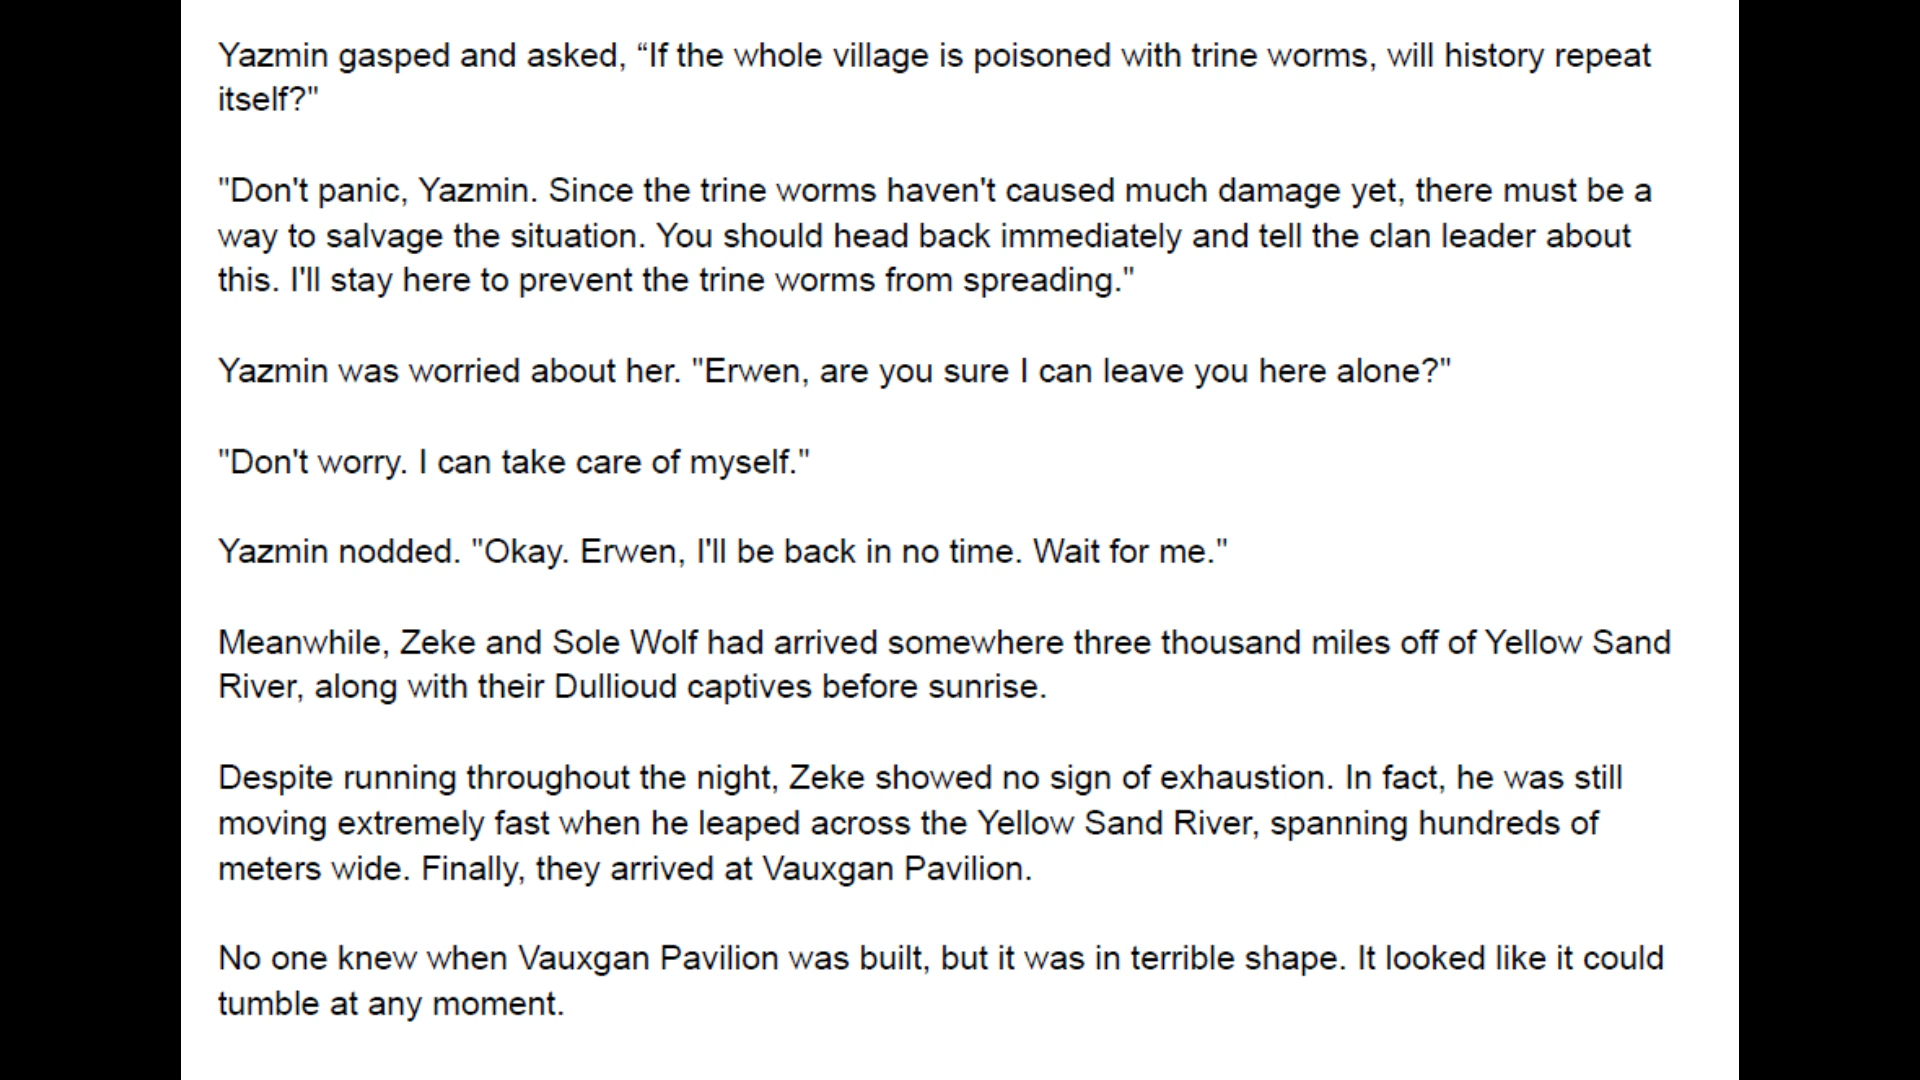 Yazmin gasped and asked, “If the whole village is poisoned with trine worms, will history repeat
itself?"
"Don't panic, Yazmin. Since the trine worms haven't caused much damage yet, there must be a
way to salvage the situation. You should head back immediately and tell the clan leader about
this. I'll stay here to prevent the trine worms from spreading."
Yazmin was worried about her. "Erwen, are you sure I can leave you here alone?"
"Don't worry. I can take care of myself."
Yazmin nodded. "Okay. Erwen, I'll be back in no time. Wait for me."
Meanwhile, Zeke and Sole Wolf had arrived somewhere three thousand miles off of Yellow Sand
River, along with their Dullioud captives before sunrise.
Despite running throughout the night, Zeke showed no sign of exhaustion. In fact, he was still
moving extremely fast when he leaped across the Yellow Sand River, spanning hundreds of
meters wide. Finally, they arrived at Vauxgan Pavilion.
No one knew when Vauxgan Pavilion was built, but it was in terrible shape. It looked like it could
tumble at any moment.